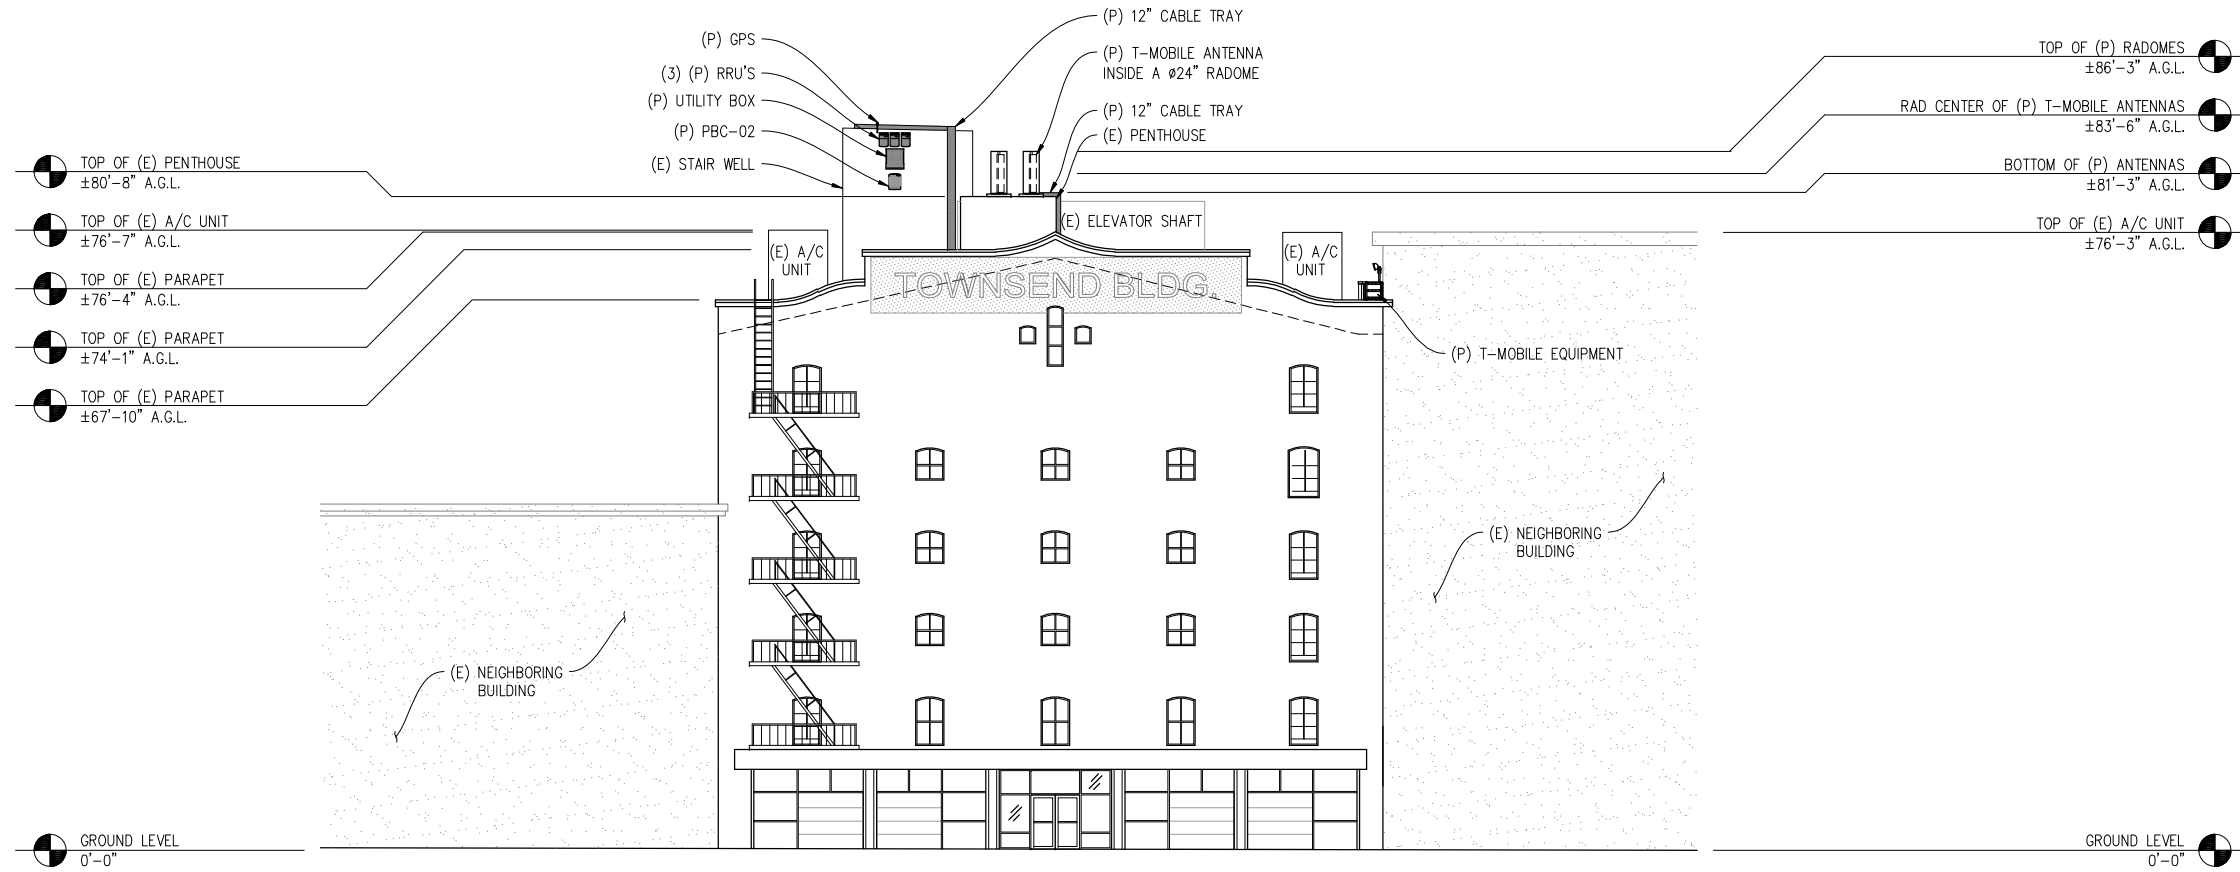 (P) GPS
(3) (P) RRU'S
(P) UTILITY BOX
(P) PBC-02
(E) STAIR WELL
(P) 12" CABLE TRAY
(P) T-MOBILE ANTENNA
INSIDE A ø24" RADOME
(P) 12" CABLE TRAY
(E) PENTHOUSE
TOP OF (E) PENTHOUSE
±80'-8" A.G.L.
TOP OF (E) A/C UNIT
±76'-7" A.G.L.
TOP OF (E) PARAPET
±76'-4" A.G.L.
TOP OF (E) PARAPET
±74'-1" A.G.L.
TOP OF (E) PARAPET
±67'-10" A.G.L.
TOP OF (P) RADOMES
±86'-3" A.G.L.
RAD CENTER OF (P) T-MOBILE ANTENNAS
±83'-6" A.G.L.
BOTTOM OF (P) ANTENNAS
±81'-3" A.G.L.
TOP OF (E) A/C UNIT
±76'-3" A.G.L.
(E) ELEVATOR SHAFT
(E) A/C
UNIT
(E) A/C
UNIT
TOWNSEND BLDG.
(P) T-MOBILE EQUIPMENT
(E) NEIGHBORING
BUILDING
(E) NEIGHBORING
BUILDING
GROUND LEVEL
0'-0"
GROUND LEVEL
0'-0"